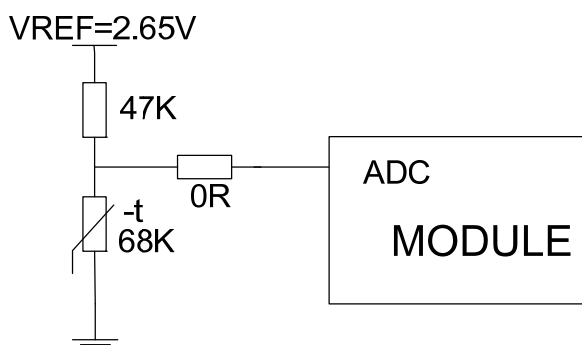 VREF=2.65V
47K
ADC
0R
-t
68K
MODULE